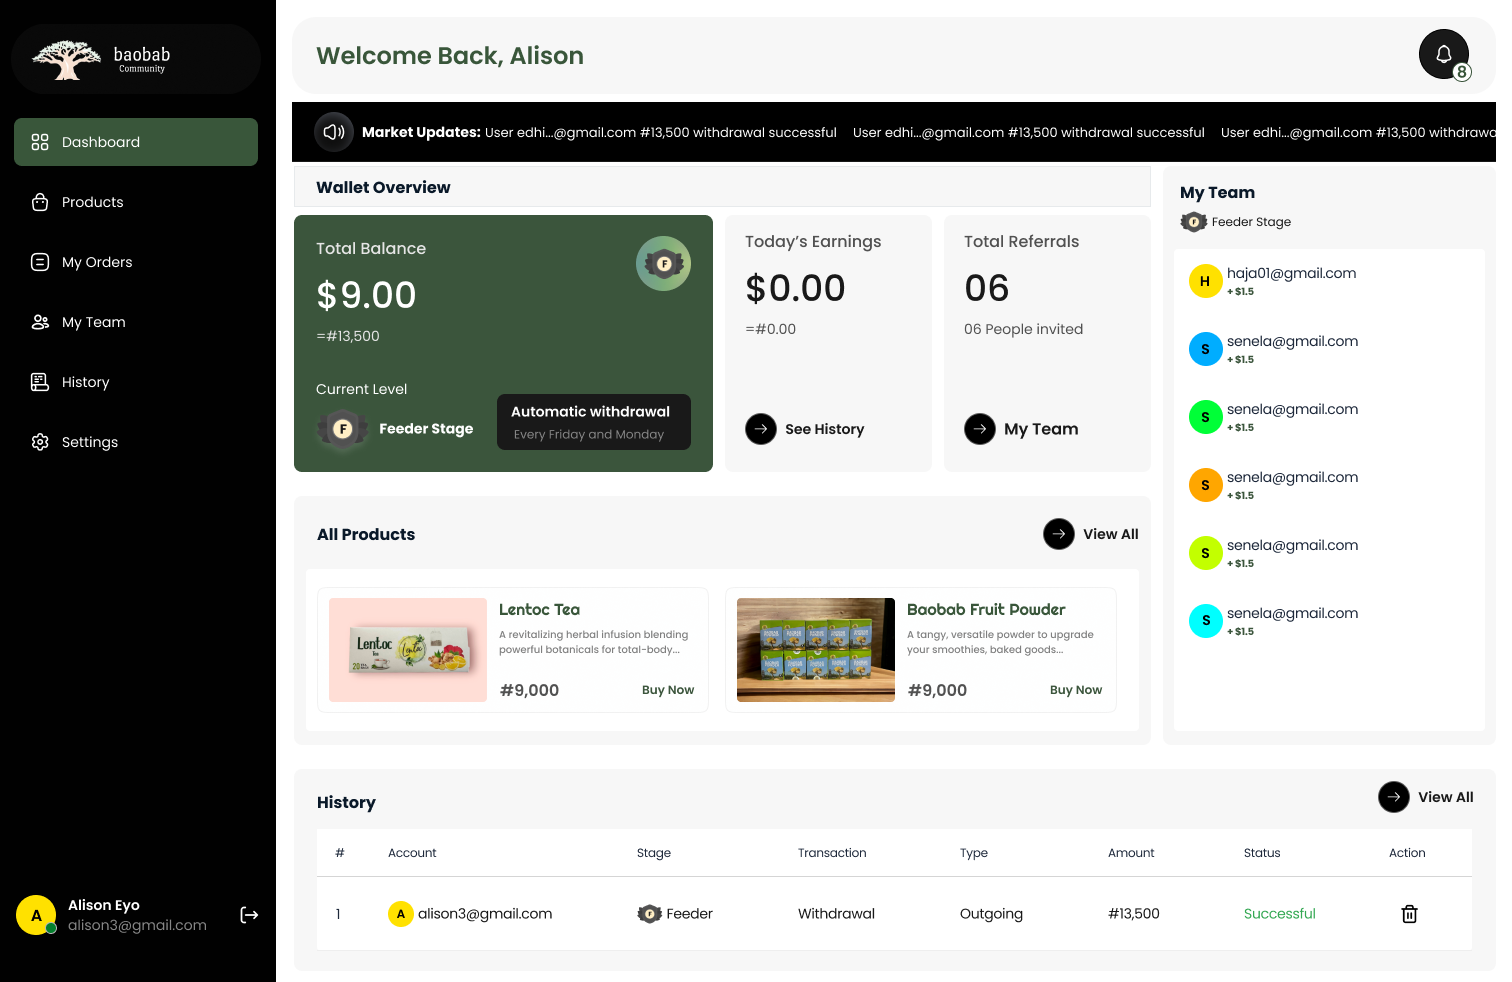 baobab
Community
Dashboard
Products
My Orders
My Team
History
Settings
A
Alison Eyo
alison3@gmail.com
Welcome Back, Alison
8
Market Updates: User edhi...@gmail.com #13,500 withdrawal successful User edhi...@gmail.com #13,500 withdrawal successful User edhi...@gmail.com #13,500 withdrawa
Wallet Overview
Total Balance
F
$9.00
=#13,500
Current Level
F
Feeder Stage
Automatic withdrawal
Every Friday and Monday
Today's Earnings
$0.00
=#0.00
See History
Total Referrals
06
06 People invited
My Team
My Team
F
Feeder Stage
H
haja01@gmail.com
+ $1.5
S
senela@gmail.com
+ $1.5
S
senela@gmail.com
+ $1.5
S
senela@gmail.com
+ $1.5
S
senela@gmail.com
+ $1.5
S
senela@gmail.com
+ $1.5
All Products
View All
Lentoc
Tea
Lenta
20
Lentoc Tea
A revitalizing herbal infusion blending
powerful botanicals for total-body...
#9,000
Buy Now
Baobab Fruit Powder
A tangy, versatile powder to upgrade
your smoothies, baked goods...
#9,000
Buy Now
History
View All
# Account Stage Transaction Type Amount Status Action
1 A alison3@gmail.com F Feeder Withdrawal Outgoing #13,500 Successful